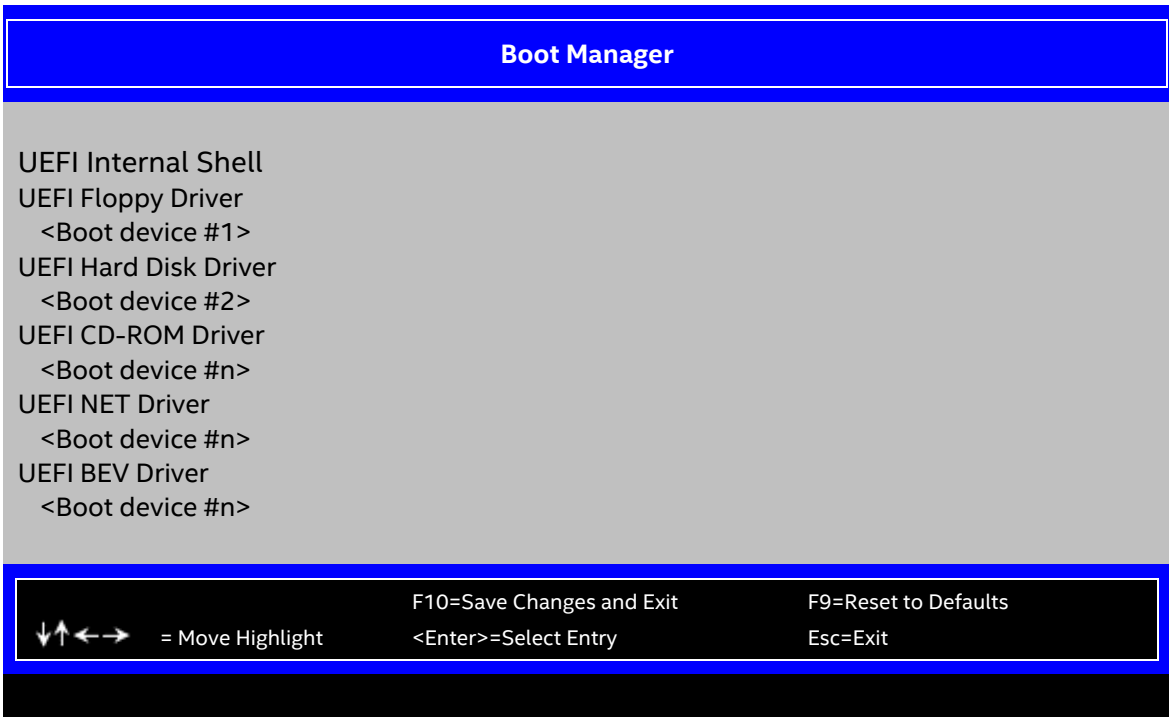 Boot Manager
UEFI Internal Shell
UEFI Floppy Driver
<Boot device #1>
UEFI Hard Disk Driver
<Boot device #2>
UEFI CD-ROM Driver
<Boot device #n>
UEFI NET Driver
<Boot device #n>
UEFI BEV Driver
<Boot device #n>
F10=Save Changes and Exit F9=Reset to Defaults
↓↑←→ = Move Highlight <Enter>=Select Entry Esc=Exit